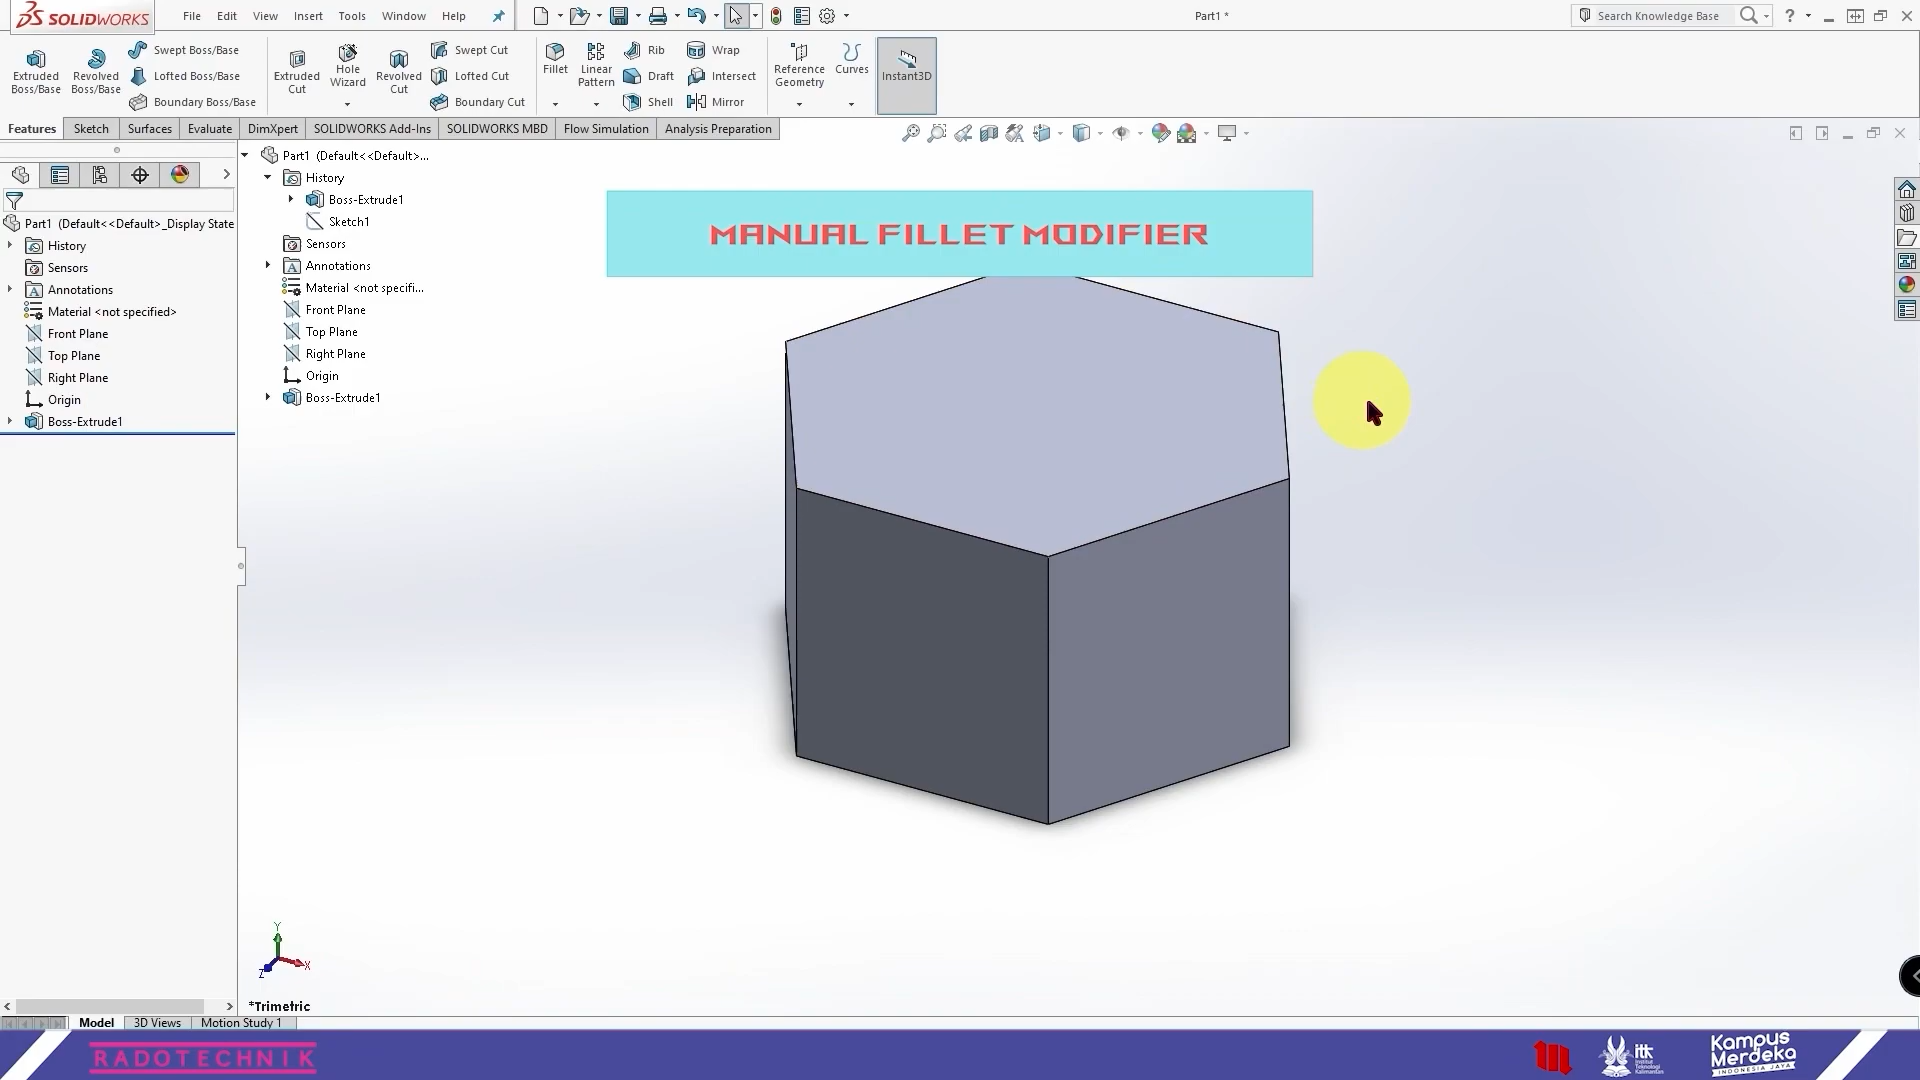 SOLIDWORKS
File Edit View Insert Tools Window Help
Part1 *
Search Knowledge Base
?
Extruded Boss/Base
Revolved Boss/Base
Swept Boss/Base
Lofted Boss/Base
Boundary Boss/Base
Extruded Cut
Hole Wizard
Revolved Cut
Swept Cut
Lofted Cut
Boundary Cut
Fillet
Linear Pattern
Rib
Draft
Shell
Wrap
Intersect
Mirror
Reference Geometry
Curves
Instant3D
Features Sketch Surfaces Evaluate DimXpert SOLIDWORKS Add-Ins SOLIDWORKS MBD Flow Simulation Analysis Preparation
Part1 (Default<<Default>_Display State
History
Sensors
Annotations
Material <not specified>
Front Plane
Top Plane
Right Plane
Origin
Boss-Extrude1
Part1 (Default<<Default>...
History
Boss-Extrude1
Sketch1
Sensors
Annotations
Material <not specifi...
Front Plane
Top Plane
Right Plane
Origin
Boss-Extrude1
MANUAL FILLET MODIFIER
Y
X
Z
*Trimetric
Model 3D Views Motion Study 1
RADOTECHNIK
itk
Institut
Teknologi
Kalimantan
Kampus
Merdeka
INDONESIA JAYA